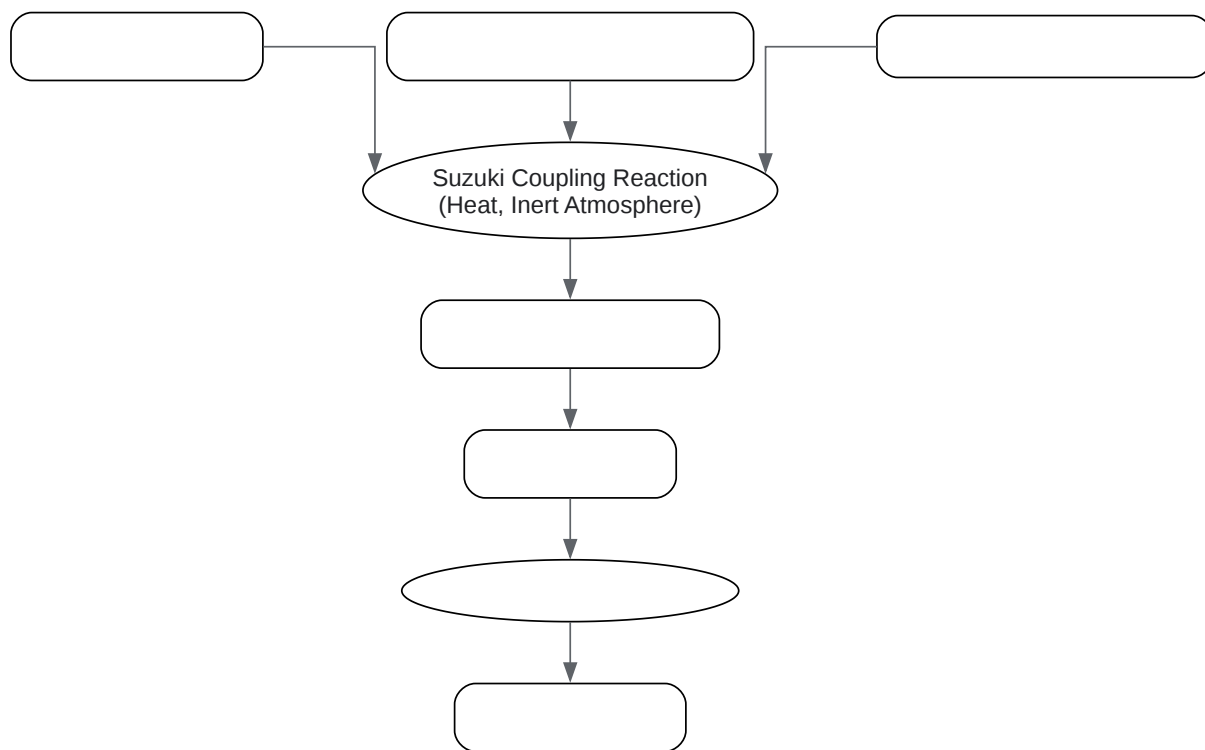 Suzuki Coupling Reaction
(Heat, Inert Atmosphere)